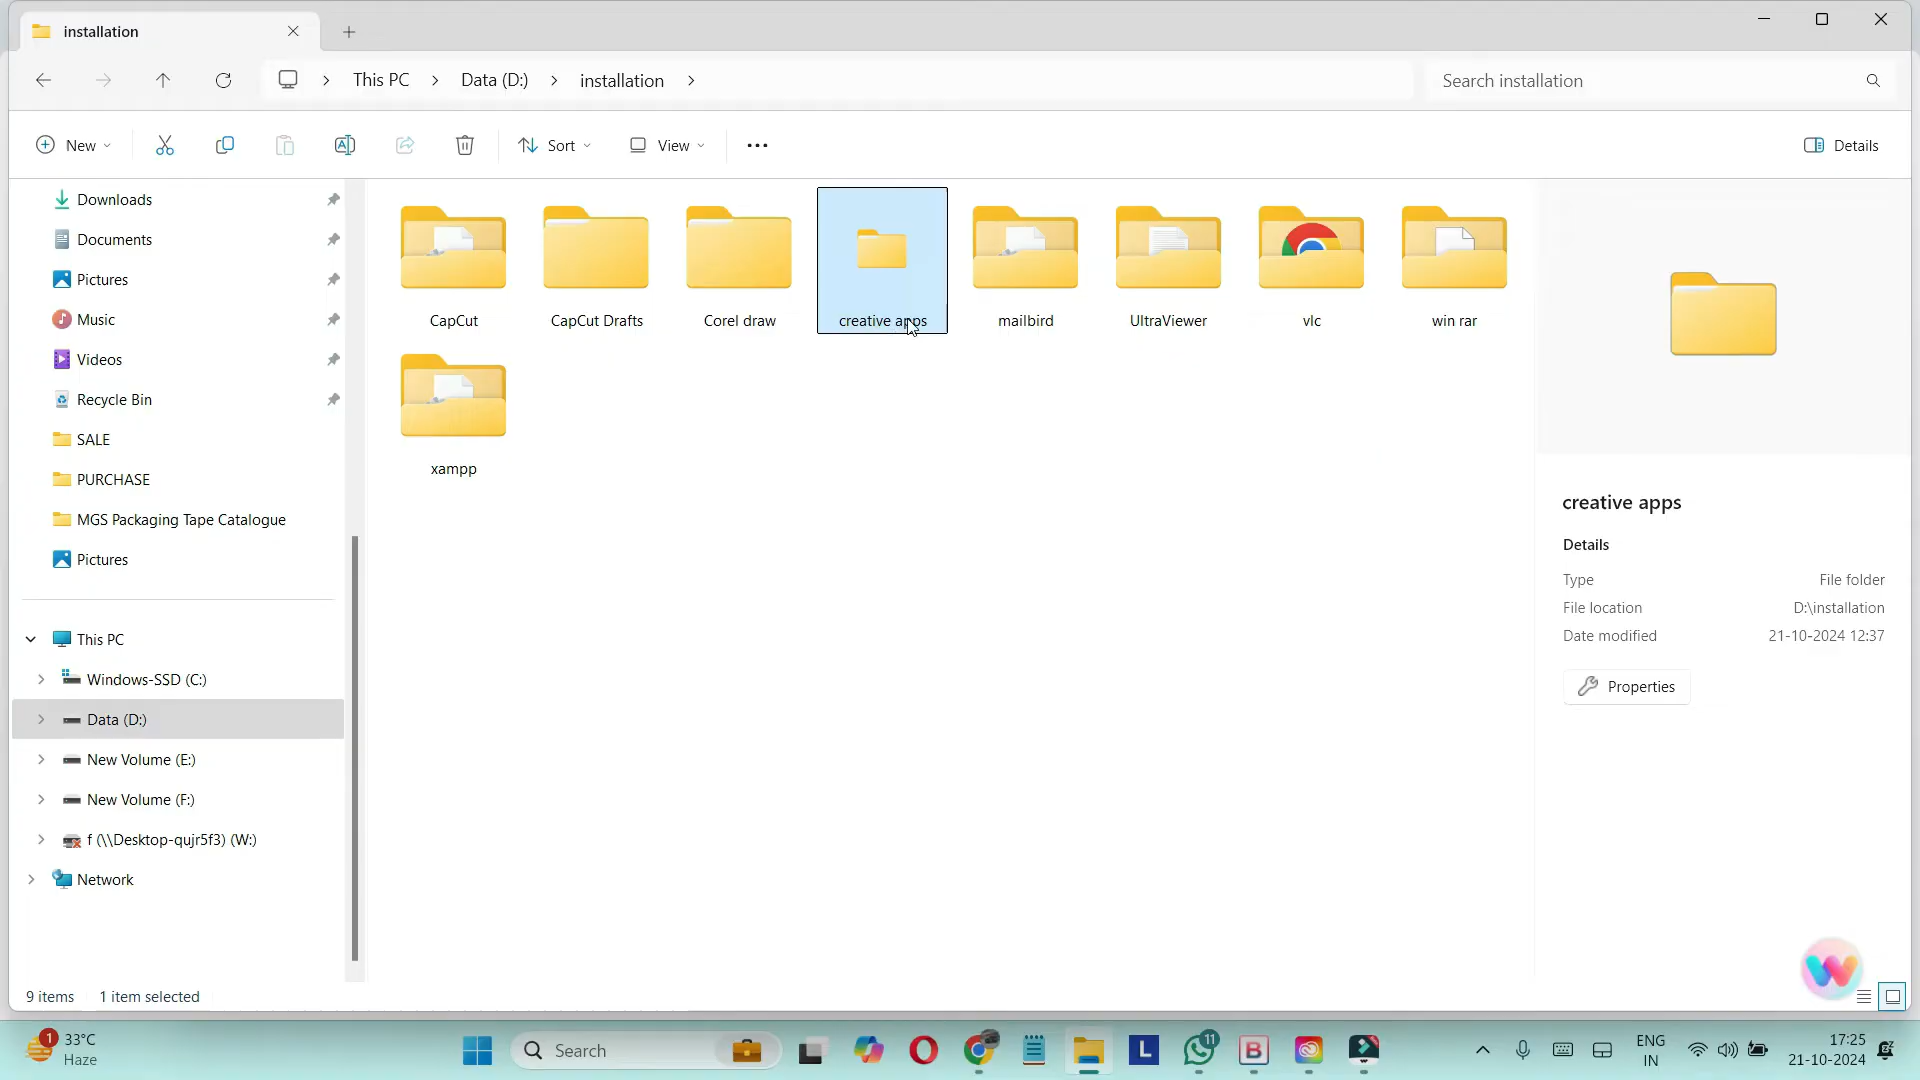 installation
This PC
Data (D:)
installation
Search installation
New
Sort
View
Details
Downloads
Documents
Pictures
Music
Videos
Recycle Bin
SALE
PURCHASE
MGS Packaging Tape Catalogue
Pictures
This PC
Windows-SSD (C:)
Data (D:)
New Volume (E:)
New Volume (F:)
f (\\Desktop-qujr5f3) (W:)
Network
CapCut
CapCut Drafts
Corel draw
creative apps
mailbird
UltraViewer
vlc
win rar
xampp
creative apps
Details
Type File folder
File location D:\installation
Date modified 21-10-2024 12:37
Properties
9 items 1 item selected
1
33°C
Haze
Search
L
11
B
ENG
IN
17:25
21-10-2024